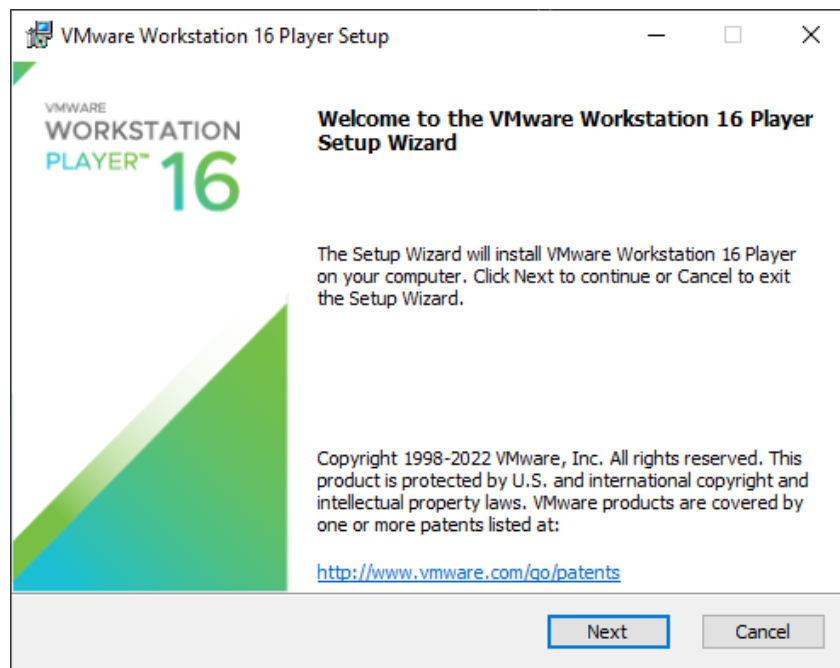 VMware Workstation 16 Player Setup
VMWARE
WORKSTATION
PLAYER™ 16
Welcome to the VMware Workstation 16 Player
Setup Wizard
The Setup Wizard will install VMware Workstation 16 Player
on your computer. Click Next to continue or Cancel to exit
the Setup Wizard.
Copyright 1998-2022 VMware, Inc. All rights reserved. This
product is protected by U.S. and international copyright and
intellectual property laws. VMware products are covered by
one or more patents listed at:
http://www.vmware.com/go/patents
Next Cancel